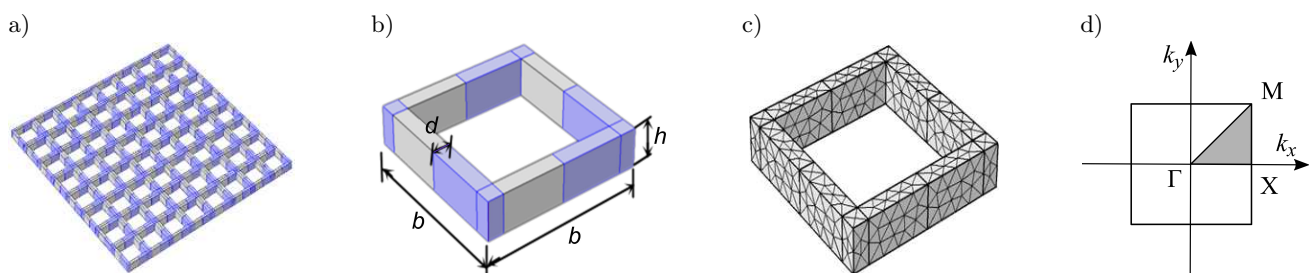 a) b) c) d)
k_y
M
d h
k_x
Γ X
b b